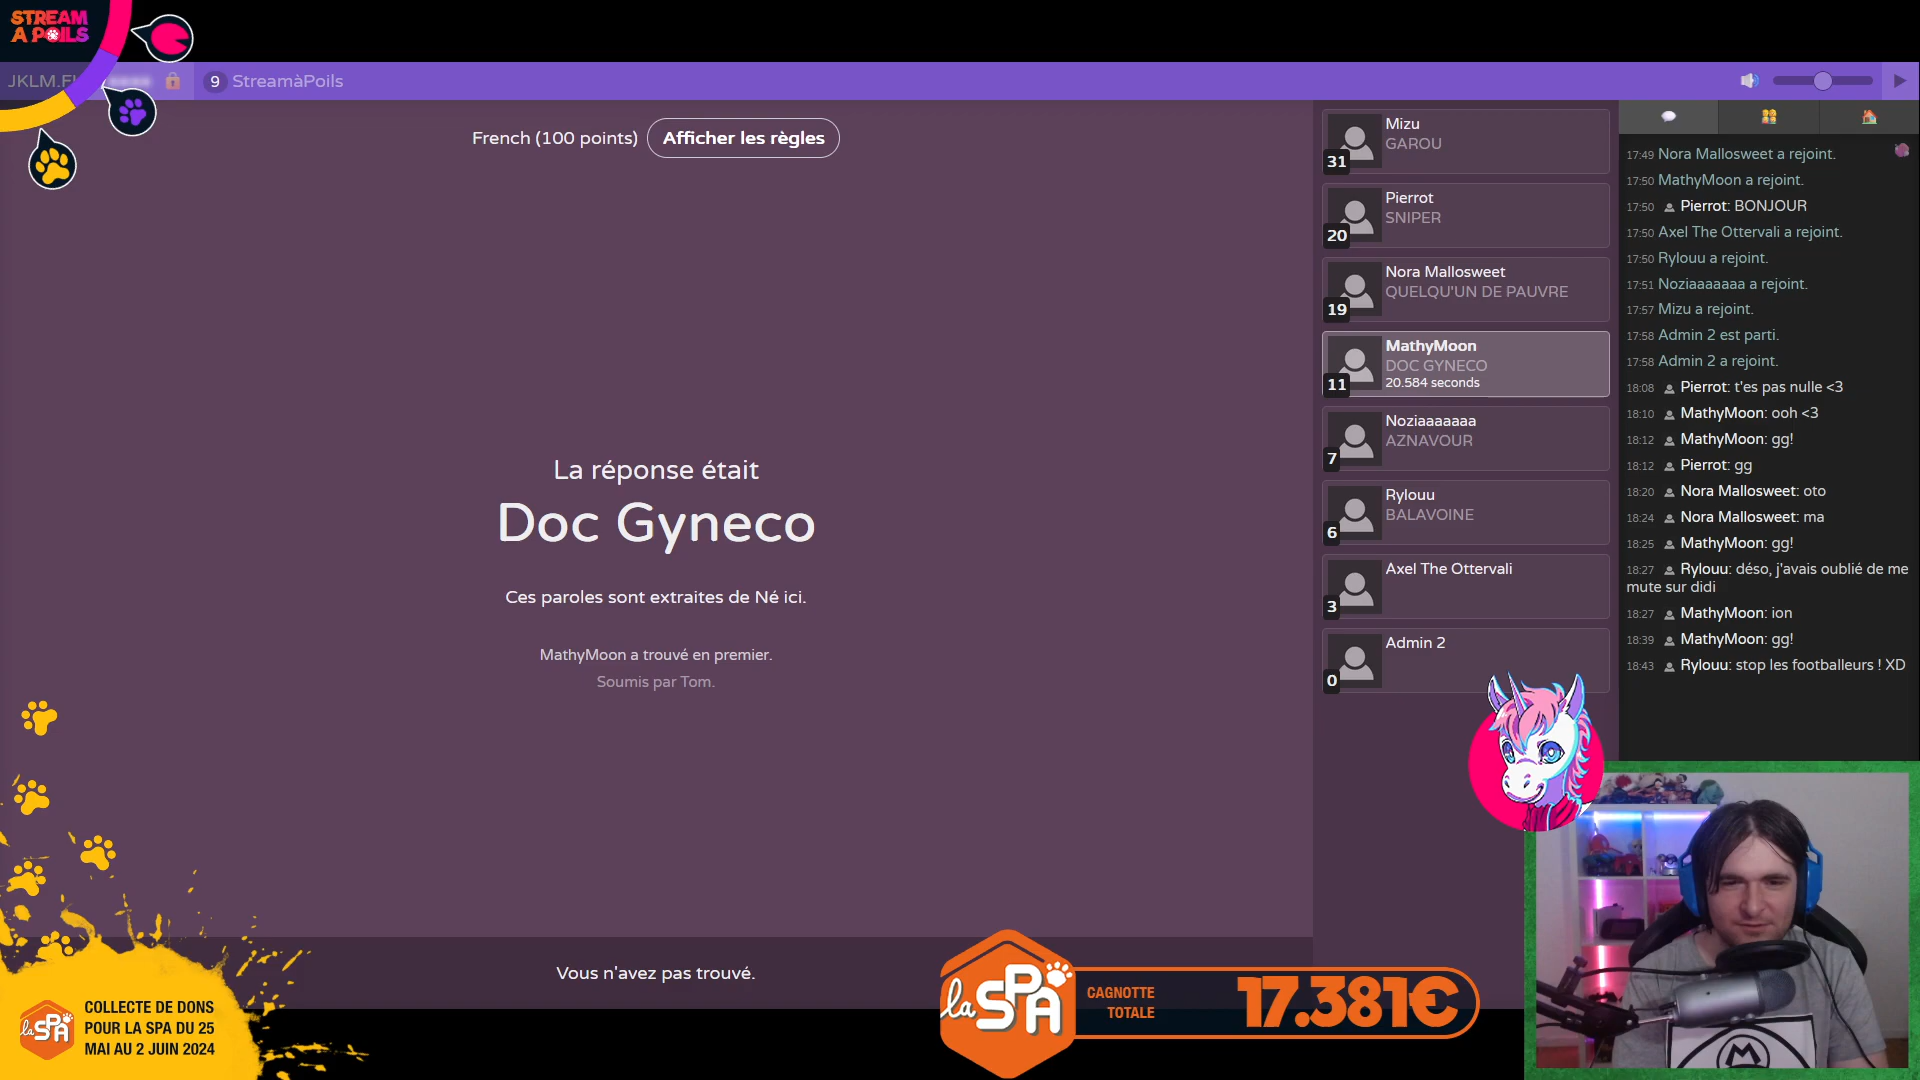 STREAM
A POILS
JKLM.F
9 StreamàPoils
French (100 points) Afficher les règles
La réponse était
Doc Gyneco
Ces paroles sont extraites de Né ici.
MathyMoon a trouvé en premier.
Soumis par Tom.
Vous n'avez pas trouvé.
Mizu
GAROU
31
Pierrot
SNIPER
20
Nora Mallosweet
QUELQU'UN DE PAUVRE
19
MathyMoon
DOC GYNECO
20.584 seconds
11
Noziaaaaaaa
AZNAVOUR
7
Rylouu
BALAVOINE
6
Axel The Ottervali
3
Admin 2
0
17:49 Nora Mallosweet a rejoint.
17:50 MathyMoon a rejoint.
17:50 Pierrot: BONJOUR
17:50 Axel The Ottervali a rejoint.
17:50 Rylouu a rejoint.
17:51 Noziaaaaaaa a rejoint.
17:57 Mizu a rejoint.
17:58 Admin 2 est parti.
17:58 Admin 2 a rejoint.
18:08 Pierrot: t'es pas nulle <3
18:10 MathyMoon: ooh <3
18:12 MathyMoon: gg!
18:12 Pierrot: gg
18:20 Nora Mallosweet: oto
18:24 Nora Mallosweet: ma
18:25 MathyMoon: gg!
18:27 Rylouu: déso, j'avais oublié de me
mute sur didi
18:27 MathyMoon: ion
18:39 MathyMoon: gg!
18:43 Rylouu: stop les footballeurs ! XD
la SPA
COLLECTE DE DONS
POUR LA SPA DU 25
MAI AU 2 JUIN 2024
la SPA
CAGNOTTE
TOTALE
17.381€
M